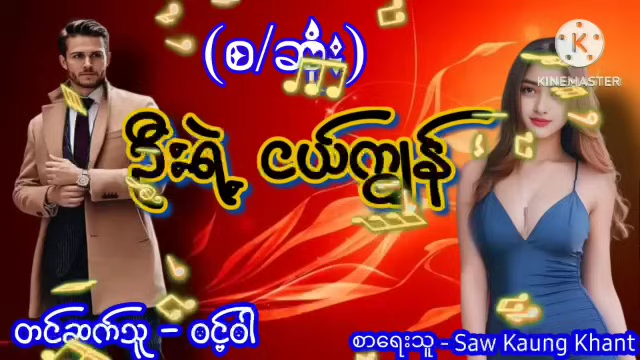 (စ/ဆုံး)
KINEMASTER
ဦးရဲ့ ငယ်ကျွန်
တင်ဆက်သူ - ဝင့်ဝါ
စာရေးသူ - Saw Kaung Khant